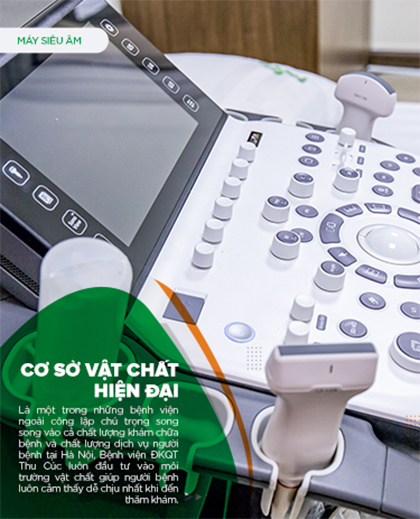 MÁY SIÊU ÂM
CƠ SỞ VẬT CHẤT
HIỆN ĐẠI
Là một trong những bệnh viện
ngoài công lập chú trọng song
song vào cả chất lượng khám chữa
bệnh và chất lượng dịch vụ người
bệnh tại Hà Nội, Bệnh viện ĐKQT
Thu Cúc luôn đầu tư vào môi
trường vật chất giúp người bệnh
luôn cảm thấy dễ chịu nhất khi đến
thăm khám.